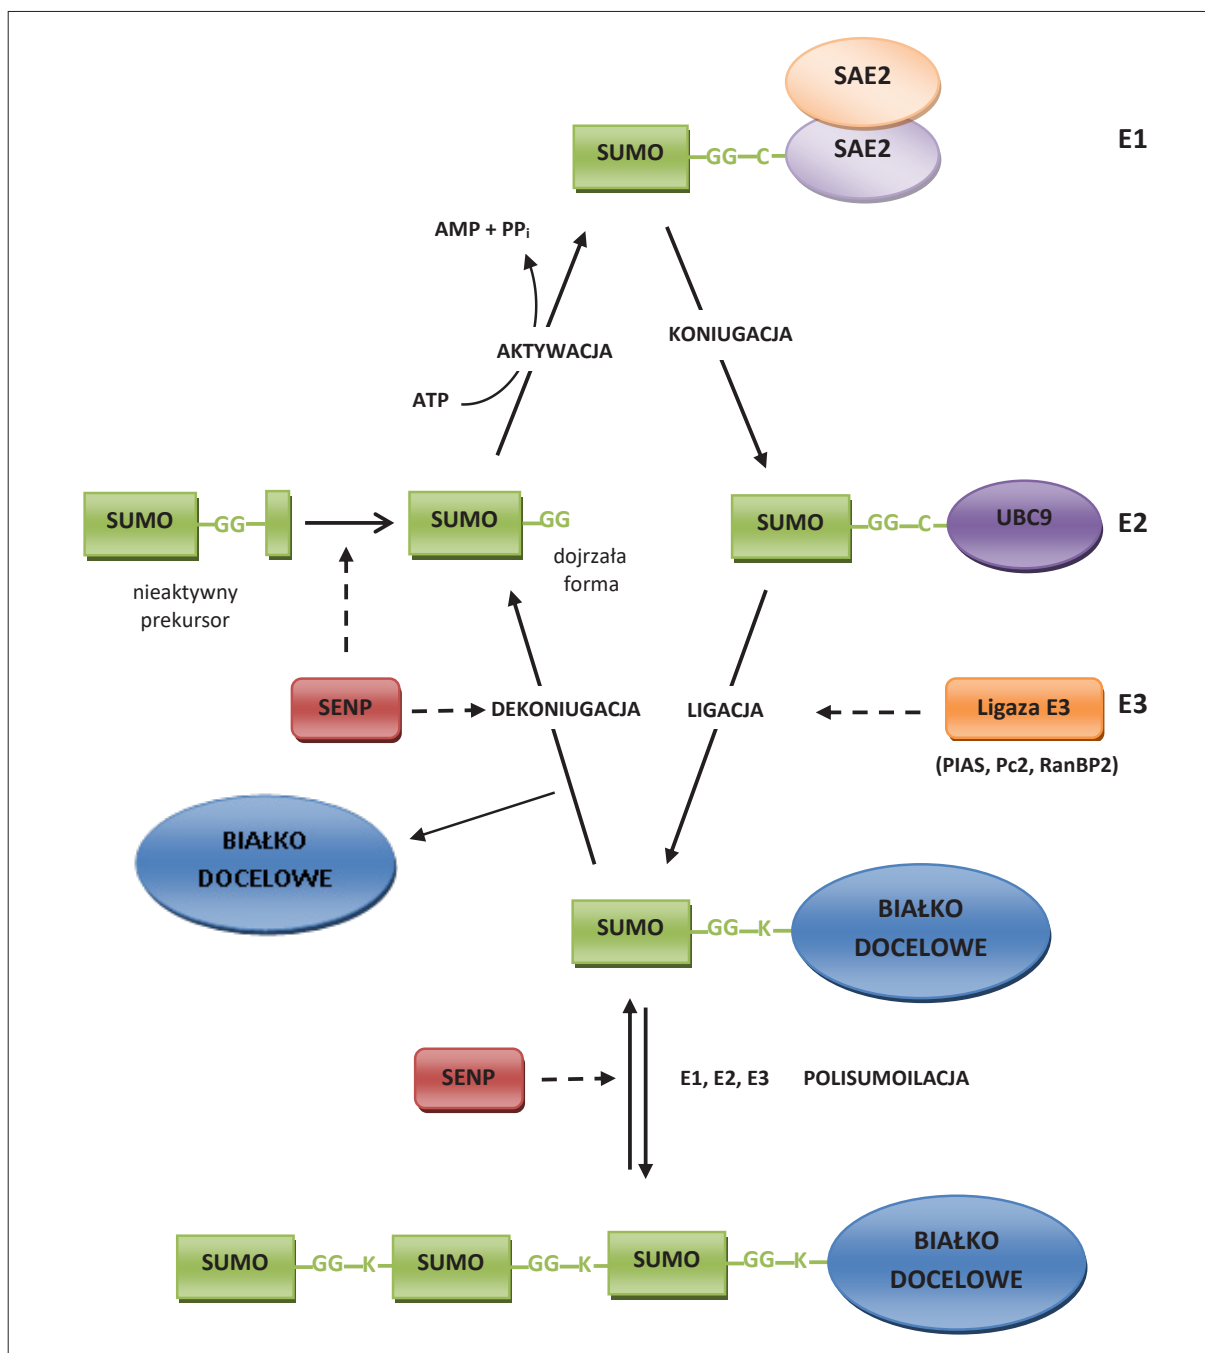 SAE2
SUMO
GG
C
SAE2
E1
AMP + PPi
KONIUGACJA
AKTYWACJA
ATP
SUMO
GG
SUMO
GG
SUMO
GG
C
UBC9
E2
dojrzała
forma
nieaktywny
prekursor
SENP
DEKONIUGACJA
LIGACJA
Ligaza E3
E3
(PIAS, Pc2, RanBP2)
BIAŁKO
DOCELOWE
SUMO
GG
K
BIAŁKO
DOCELOWE
SENP
E1, E2, E3
POLISUMOILACJA
SUMO
GG
K
SUMO
GG
K
SUMO
GG
K
BIAŁKO
DOCELOWE